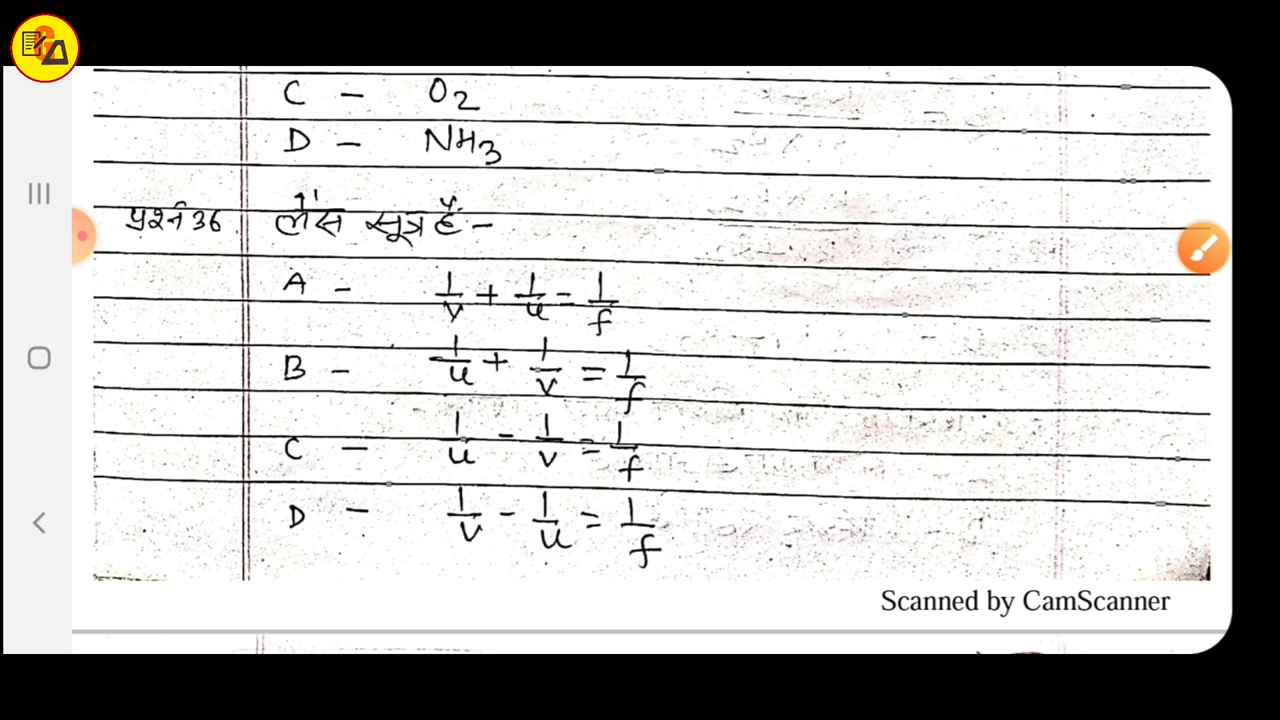 C - O₂
D - NH₃
प्रश्न 36 लेंस सूत्र हैं -
A - 1/v + 1/u = 1/f
B - 1/u + 1/v = 1/f
C - 1/u - 1/v = 1/f
D - 1/v - 1/u = 1/f
Scanned by CamScanner